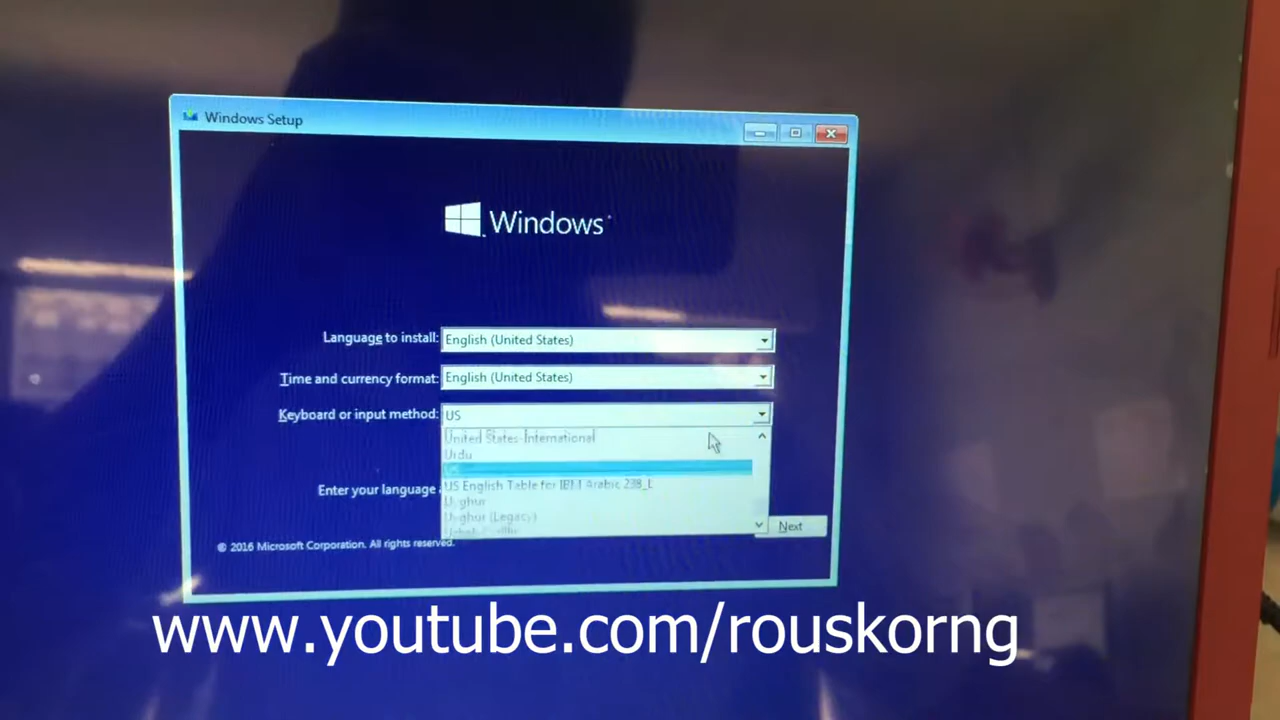 Windows Setup
Windows
Language to install: English (United States)
Time and currency format: English (United States)
Keyboard or input method: US
United States-International
Urdu
US
US English Table for IBM Arabic 238_L
Uyghur
Uyghur (Legacy)
Enter your language
Next
© 2016 Microsoft Corporation. All rights reserved.
www.youtube.com/rouskorng